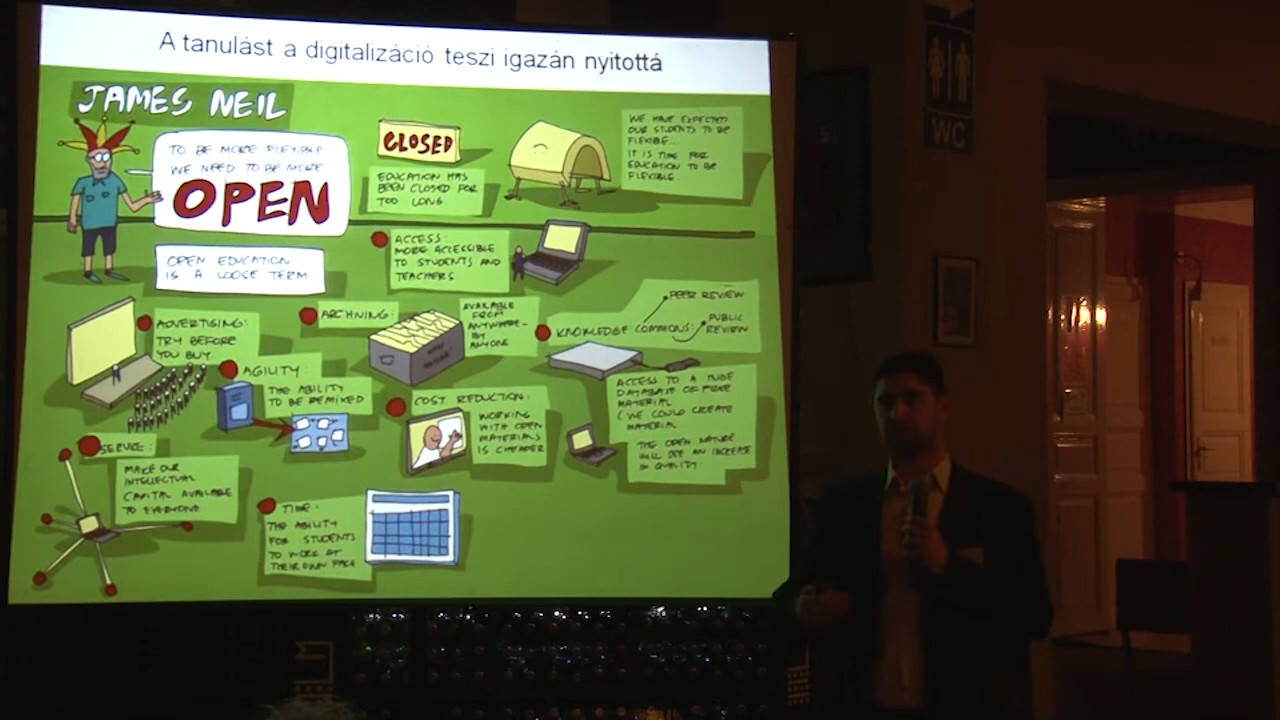 A tanulást a digitalizáció teszi igazán nyitottá
JAMES NEIL
TO BE MORE FLEXIBLE
WE NEED TO BE MORE
OPEN
OPEN EDUCATION
IS A LOOSE TERM
CLOSED
EDUCATION HAS
BEEN CLOSED FOR
TOO LONG
WE HAVE EXPECTED
OUR STUDENTS TO BE
FLEXIBLE...
IT IS TIME FOR
EDUCATION TO BE
FLEXIBLE.
ACCESS:
MORE ACCESSIBLE
TO STUDENTS AND
TEACHERS
ADVERTISING:
TRY BEFORE
YOU BUY
ARCHIVING:
AVAILABLE
FROM
ANYWHERE-
BY
ANYONE
KNOWLEDGE COMMONS:
PEER REVIEW
PUBLIC
REVIEW
AGILITY:
THE ABILITY
TO BE REMIXED
COST REDUCTION:
WORKING
WITH OPEN
MATERIALS
IS CHEAPER
ACCESS TO A HUGE
DATABASE OF FREE
MATERIAL
(WE COULD CREATE
MATERIAL
THE OPEN NATURE
WILL SEE AN INCREASE
IN QUALITY
SERVICE:
MAKE OUR
INTELLECTUAL
CAPITAL AVAILABLE
TO EVERYONE
TIME:
THE ABILITY
FOR STUDENTS
TO WORK AT
THEIR OWN PACE
WC